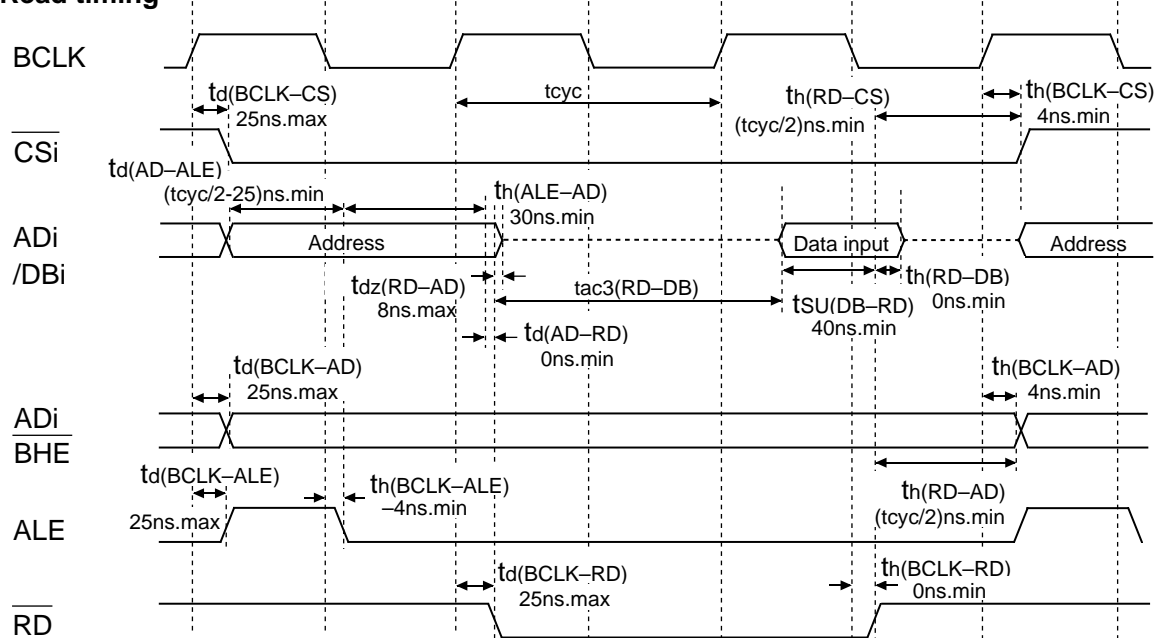 Read timing
BCLK
td(BCLK–CS)
25ns.max
tcyc
th(RD–CS)
(tcyc/2)ns.min
th(BCLK–CS)
4ns.min
CSi
td(AD–ALE)
(tcyc/2-25)ns.min
th(ALE–AD)
30ns.min
ADi
/DBi
Address
Data input
Address
tdz(RD–AD)
8ns.max
tac3(RD–DB)
th(RD–DB)
0ns.min
tSU(DB–RD)
40ns.min
td(AD–RD)
0ns.min
td(BCLK–AD)
25ns.max
th(BCLK–AD)
4ns.min
ADi
BHE
td(BCLK–ALE)
25ns.max
th(BCLK–ALE)
–4ns.min
th(RD–AD)
(tcyc/2)ns.min
ALE
td(BCLK–RD)
25ns.max
th(BCLK–RD)
0ns.min
RD